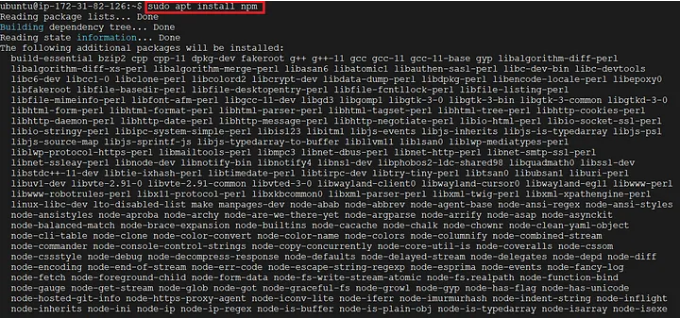 ubuntu@ip-172-31-82-126:~$ sudo apt install npm
Reading package lists... Done
Building dependency tree... Done
Reading state information... Done
The following additional packages will be installed:
build-essential bzip2 cpp cpp-11 dpkg-dev fakeroot g++ g++-11 gcc gcc-11 gcc-11-base gyp libalgorithm-diff-perl
libalgorithm-diff-xs-perl libalgorithm-merge-perl libasan6 libatomic1 libauthen-sasl-perl libc-dev-bin libc-devtools
libc6-dev libcc1-0 libclone-perl libcolord2 libcrypt-dev libdata-dump-perl libdpkg-perl libencode-locale-perl libepoxy0
libfakeroot libfile-basedir-perl libfile-desktopentry-perl libfile-fcntllock-perl libfile-listing-perl
libfile-mimeinfo-perl libfont-afm-perl libgcc-11-dev libgd3 libgomp1 libgtk-3-0 libgtk-3-bin libgtk-3-common libgtkd-3-0
libhtml-form-perl libhtml-format-perl libhtml-parser-perl libhtml-tagset-perl libhtml-tree-perl libhttp-cookies-perl
libhttp-daemon-perl libhttp-date-perl libhttp-message-perl libhttp-negotiate-perl libio-html-perl libio-socket-ssl-perl
libio-stringy-perl libipc-system-simple-perl libisl23 libitm1 libjs-events libjs-inherits libjs-is-typedarray libjs-psl
libjs-source-map libjs-sprintf-js libjs-typedarray-to-buffer libllvm11 liblsan0 liblwp-mediatypes-perl
liblwp-protocol-https-perl libmailtools-perl libmpc3 libnet-dbus-perl libnet-http-perl libnet-smtp-ssl-perl
libnet-ssleay-perl libnode-dev libnotify-bin libnotify4 libnsl-dev libphobos2-ldc-shared98 libquadmath0 libssl-dev
libstdc++-11-dev libtie-ixhash-perl libtimedate-perl libtirpc-dev libtry-tiny-perl libtsan0 libubsan1 liburi-perl
libuv1-dev libvte-2.91-0 libvte-2.91-common libvted-3-0 libwayland-client0 libwayland-cursor0 libwayland-egl1 libwww-perl
libwww-robotrules-perl libx11-protocol-perl libxkbcommon0 libxml-parser-perl libxml-twig-perl libxml-xpathengine-perl
linux-libc-dev lto-disabled-list make manpages-dev node-abab node-abbrev node-agent-base node-ansi-regex node-ansi-styles
node-ansistyles node-aproba node-archy node-are-we-there-yet node-argparse node-arrify node-asap node-asynckit
node-balanced-match node-brace-expansion node-builtins node-cacache node-chalk node-chownr node-clean-yaml-object
node-cli-table node-clone node-color-convert node-color-name node-colors node-columnify node-combined-stream
node-commander node-console-control-strings node-copy-concurrently node-core-util-is node-coveralls node-cssom
node-cssstyle node-debug node-decompress-response node-defaults node-delayed-stream node-delegates node-depd node-diff
node-encoding node-end-of-stream node-err-code node-escape-string-regexp node-esprima node-events node-fancy-log
node-fetch node-foreground-child node-form-data node-fs-write-stream-atomic node-fs.realpath node-function-bind
node-gauge node-get-stream node-glob node-got node-graceful-fs node-growl node-gyp node-has-flag node-has-unicode
node-hosted-git-info node-https-proxy-agent node-iconv-lite node-iferr node-imurmurhash node-indent-string node-inflight
node-inherits node-ini node-ip node-ip-regex node-is-buffer node-is-plain-obj node-is-typedarray node-isarray node-isexe